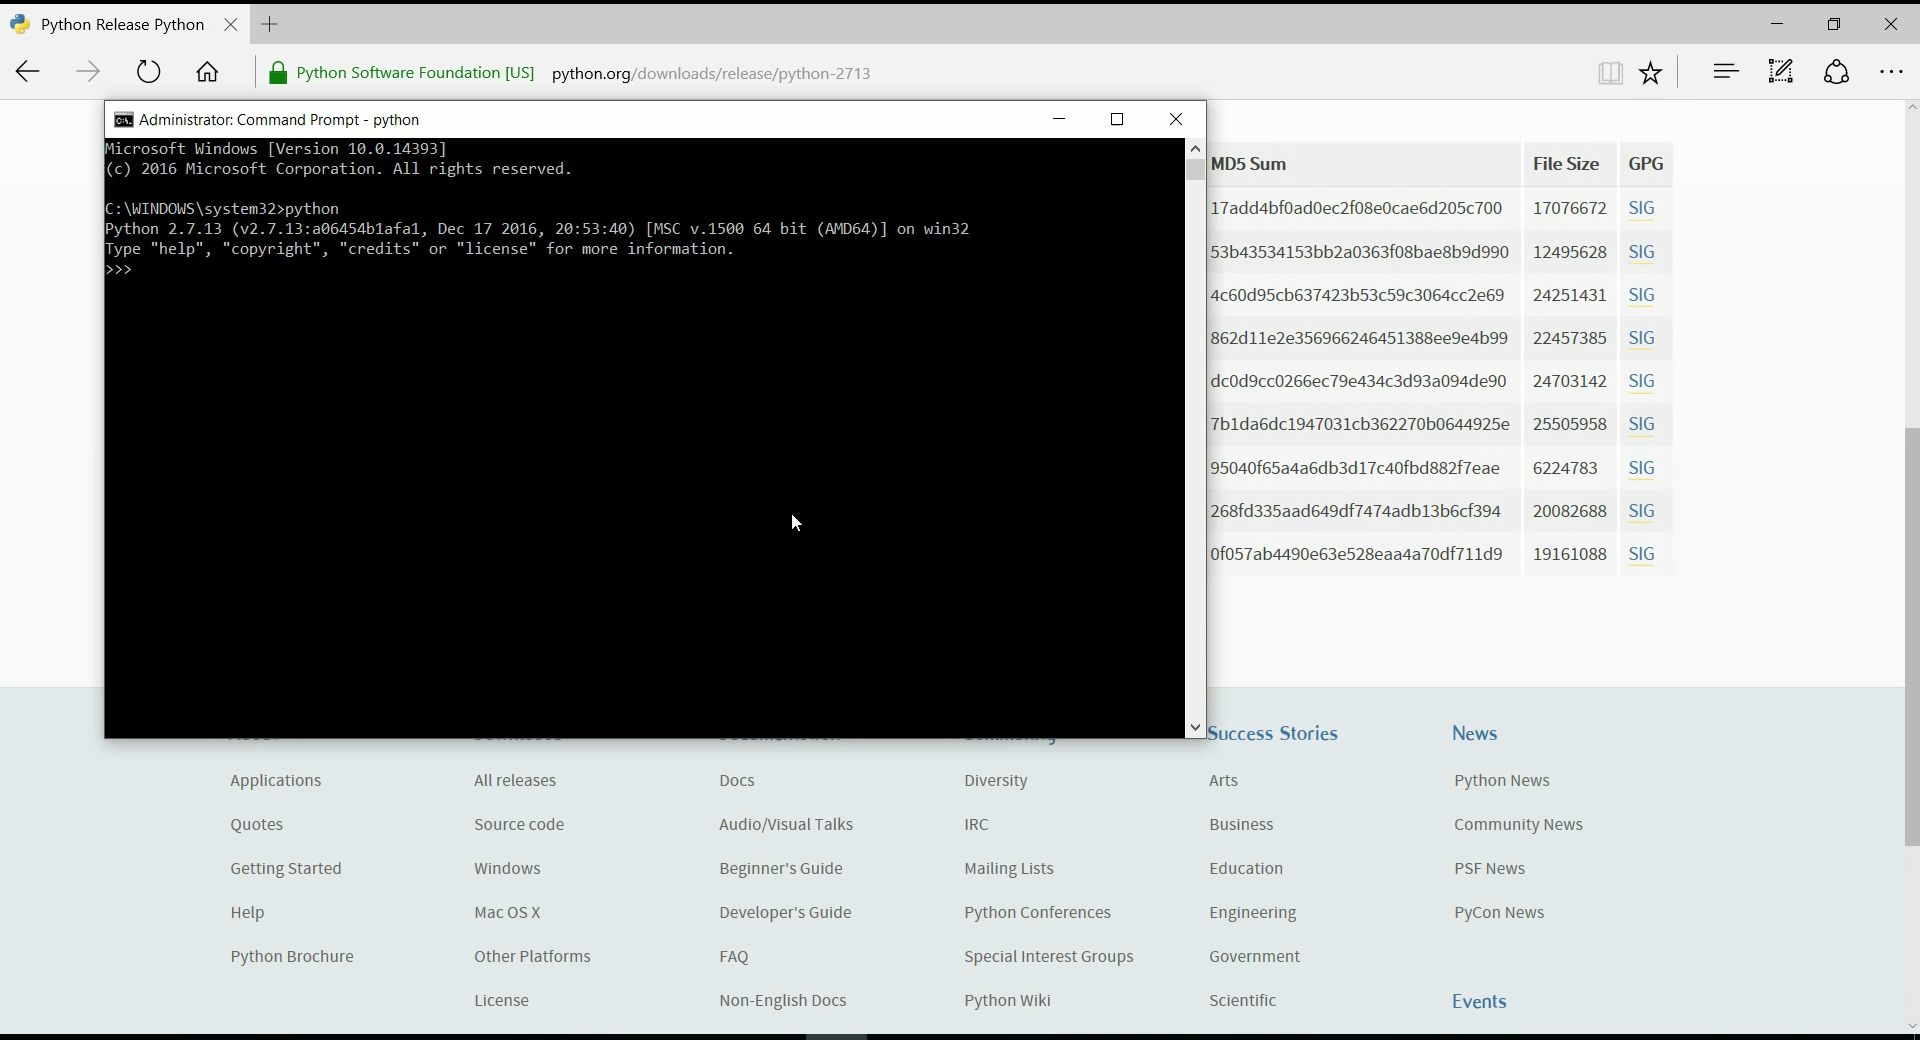 Python Release Python
Python Software Foundation [US] python.org/downloads/release/python-2713
Administrator: Command Prompt - python
Microsoft Windows [Version 10.0.14393]
(c) 2016 Microsoft Corporation. All rights reserved.
C:\WINDOWS\system32>python
Python 2.7.13 (v2.7.13:a06454b1afa1, Dec 17 2016, 20:53:40) [MSC v.1500 64 bit (AMD64)] on win32
Type "help", "copyright", "credits" or "license" for more information.
>>>
MD5 Sum File Size GPG
17add4bf0ad0ec2f08e0cae6d205c700 17076672 SIG
53b43534153bb2a0363f08bae8b9d990 12495628 SIG
4c60d95cb637423b53c59c3064cc2e69 24251431 SIG
862d11e2e356966246451388ee9e4b99 22457385 SIG
dc0d9cc0266ec79e434c3d93a094de90 24703142 SIG
7b1da6dc1947031cb362270b0644925e 25505958 SIG
95040f65a4a6db3d17c40fbd882f7eae 6224783 SIG
268fd335aad649df7474adb13b6cf394 20082688 SIG
0f057ab4490e63e528eaa4a70df711d9 19161088 SIG
Success Stories News
Applications All releases Docs Diversity Arts Python News
Quotes Source code Audio/Visual Talks IRC Business Community News
Getting Started Windows Beginner's Guide Mailing Lists Education PSF News
Help Mac OS X Developer's Guide Python Conferences Engineering PyCon News
Python Brochure Other Platforms FAQ Special Interest Groups Government
License Non-English Docs Python Wiki Scientific Events